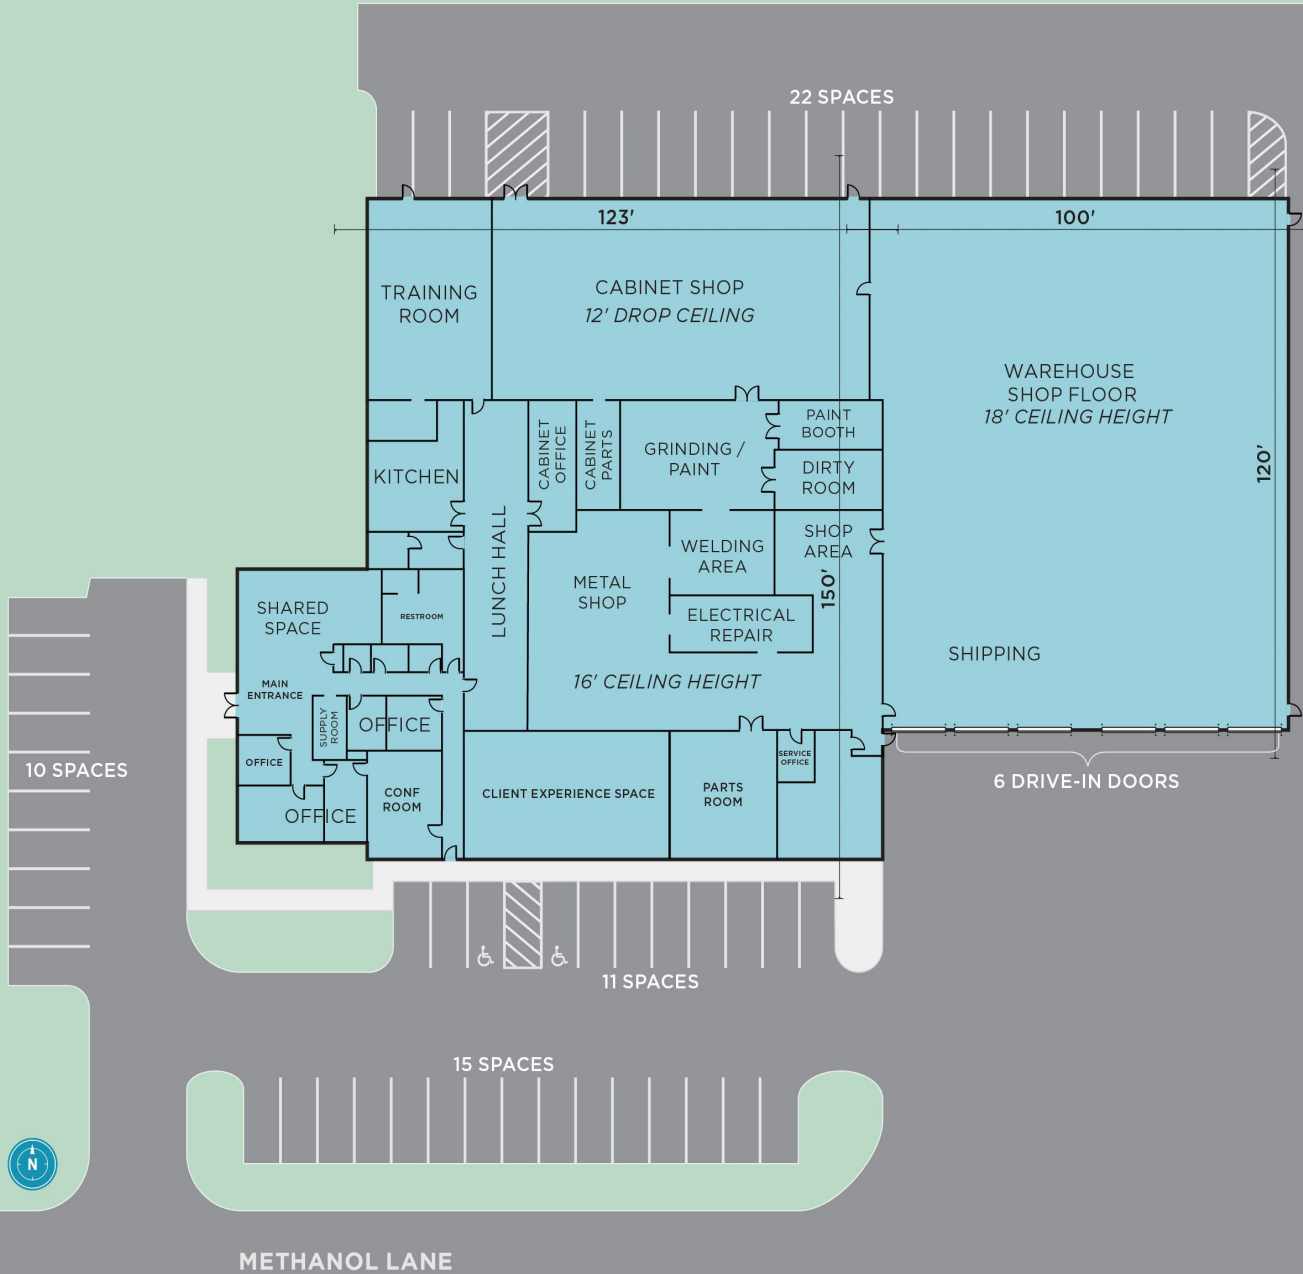 22 SPACES
123'
100'
TRAINING
ROOM
CABINET SHOP
12' DROP CEILING
WAREHOUSE
SHOP FLOOR
18' CEILING HEIGHT
120'
KITCHEN
LUNCH HALL
CABINET
OFFICE
CABINET
PARTS
GRINDING /
PAINT
PAINT
BOOTH
DIRTY
ROOM
SHOP
AREA
WELDING
AREA
METAL
SHOP
150'
ELECTRICAL
REPAIR
16' CEILING HEIGHT
SHIPPING
SHARED
SPACE
RESTROOM
MAIN
ENTRANCE
SUPPLY
ROOM
OFFICE
OFFICE
OFFICE
CONF
ROOM
CLIENT EXPERIENCE SPACE
PARTS
ROOM
SERVICE
OFFICE
6 DRIVE-IN DOORS
10 SPACES
11 SPACES
15 SPACES
N
METHANOL LANE